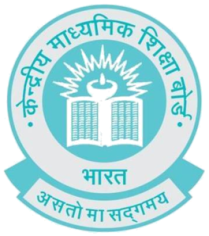 • केन्द्रीय माध्यमिक शिक्षा बोर्ड •
भारत
असतो मा सद्गमय